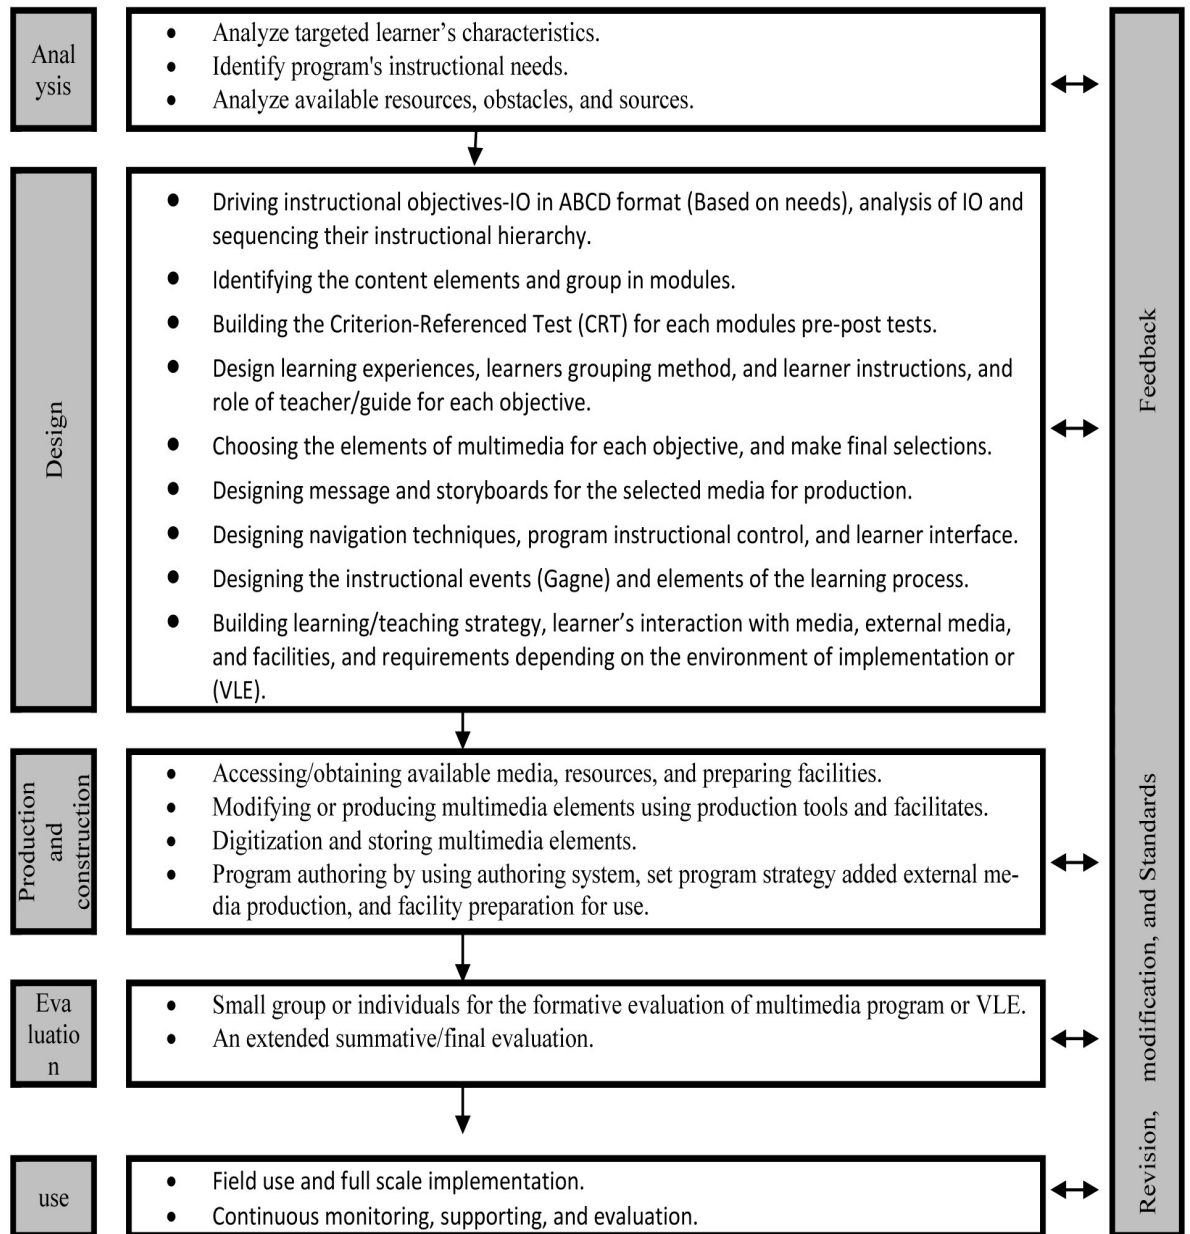 Anal
ysis
• Analyze targeted learner's characteristics.
• Identify program's instructional needs.
• Analyze available resources, obstacles, and sources.
Design
• Driving instructional objectives-IO in ABCD format (Based on needs), analysis of IO and
sequencing their instructional hierarchy.
• Identifying the content elements and group in modules.
• Building the Criterion-Referenced Test (CRT) for each modules pre-post tests.
• Design learning experiences, learners grouping method, and learner instructions, and
role of teacher/guide for each objective.
• Choosing the elements of multimedia for each objective, and make final selections.
• Designing message and storyboards for the selected media for production.
• Designing navigation techniques, program instructional control, and learner interface.
• Designing the instructional events (Gagne) and elements of the learning process.
• Building learning/teaching strategy, learner's interaction with media, external media,
and facilities, and requirements depending on the environment of implementation or
(VLE).
Production
and
construction
• Accessing/obtaining available media, resources, and preparing facilities.
• Modifying or producing multimedia elements using production tools and facilitates.
• Digitization and storing multimedia elements.
• Program authoring by using authoring system, set program strategy added external me-
dia production, and facility preparation for use.
Eva
luatio
n
• Small group or individuals for the formative evaluation of multimedia program or VLE.
• An extended summative/final evaluation.
use
• Field use and full scale implementation.
• Continuous monitoring, supporting, and evaluation.
Revision, modification, and Standards Feedback